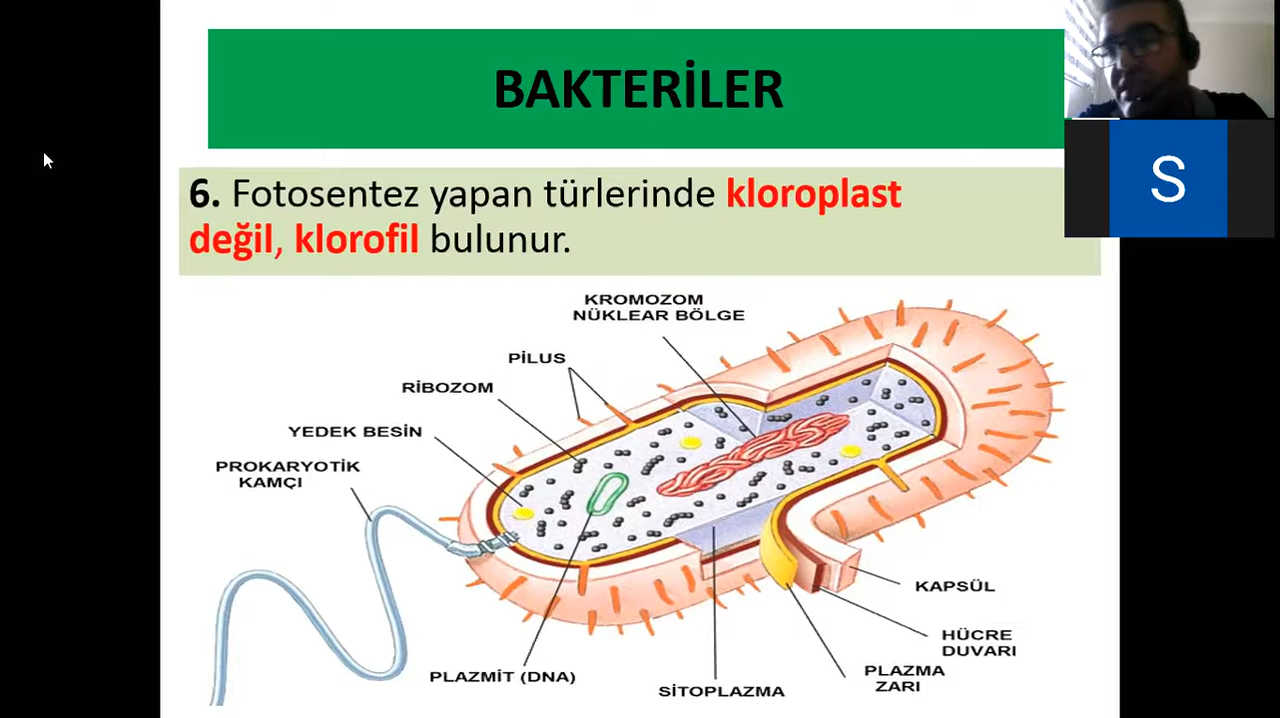 BAKTERİLER
S
6. Fotosentez yapan türlerinde kloroplast
değil, klorofil bulunur.
KROMOZOM
NÜKLEAR BÖLGE
PİLUS
RİBOZOM
YEDEK BESİN
PROKARYOTİK
KAMÇI
KAPSÜL
HÜCRE
DUVARI
PLAZMA
ZARI
PLAZMİT (DNA)
SİTOPLAZMA